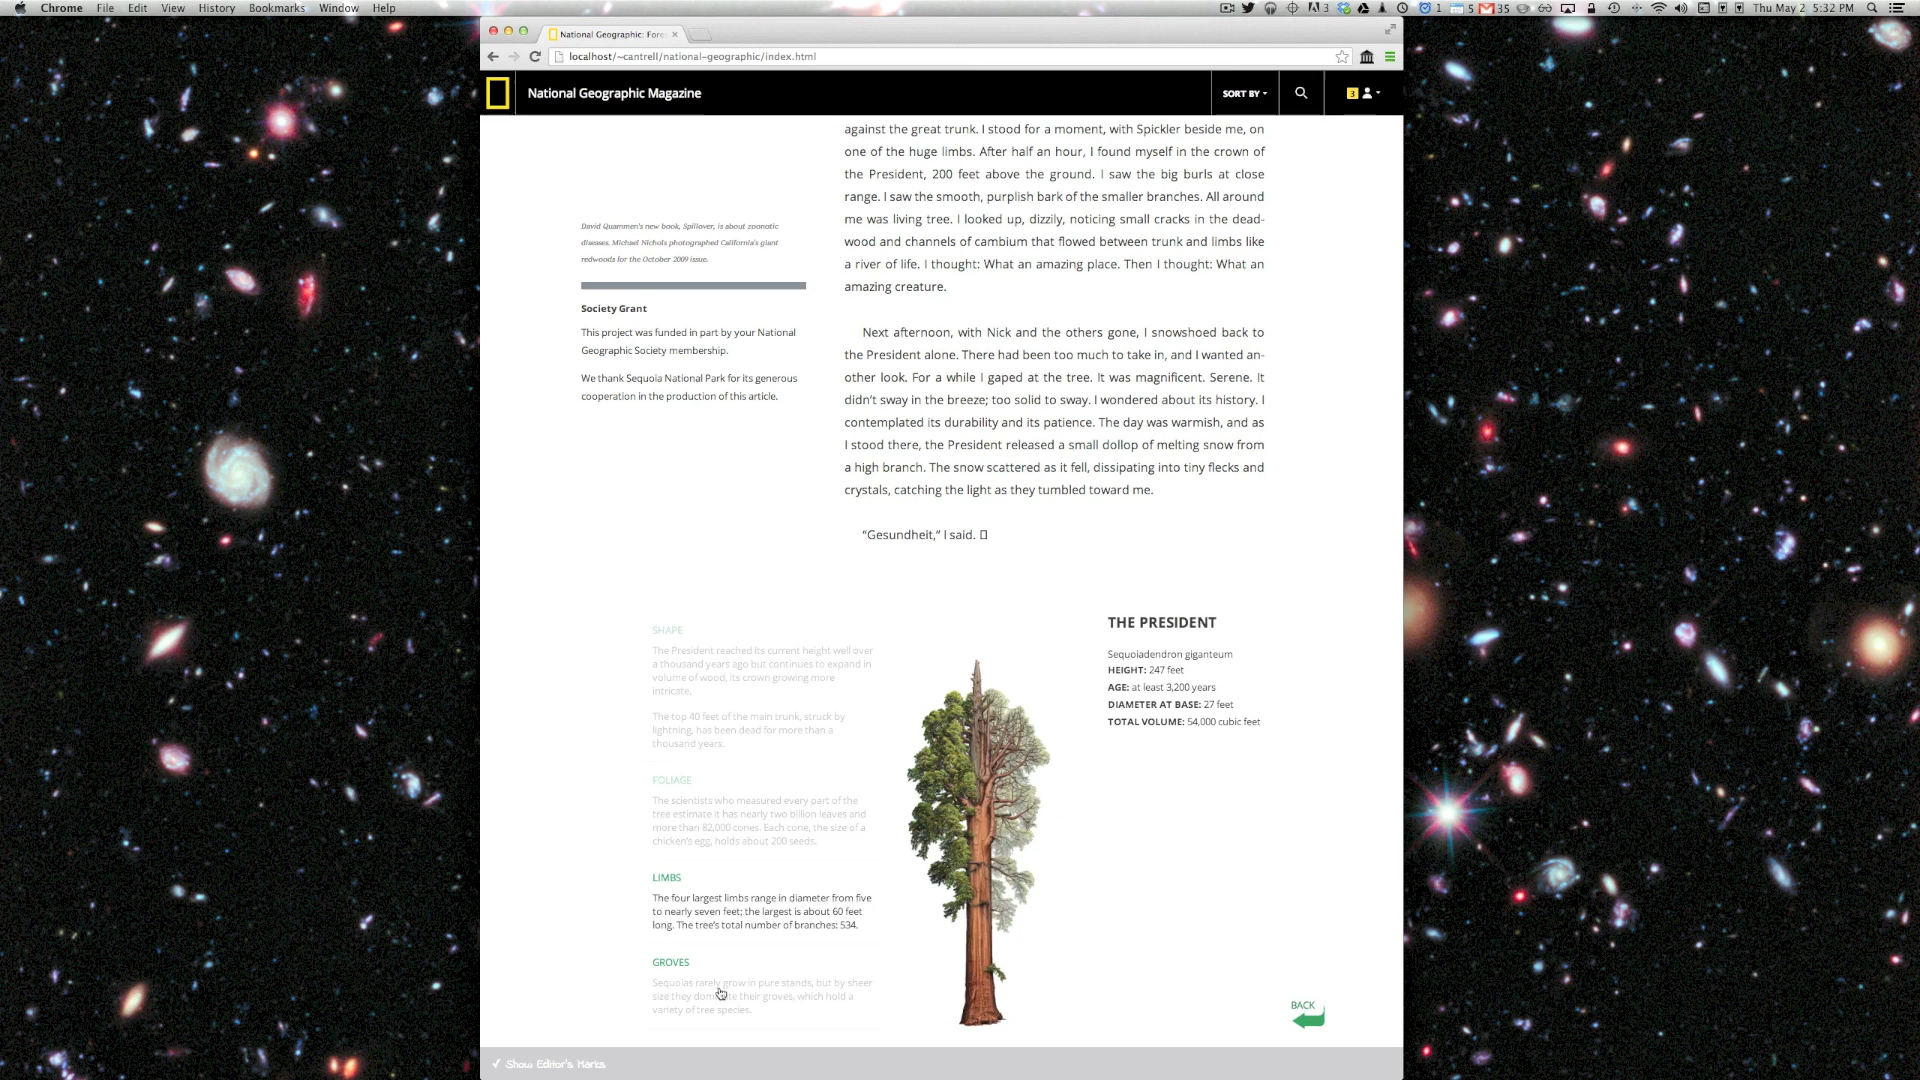 Chrome File Edit View History Bookmarks Window Help
3 1 5 35 Thu May 2 5:32 PM
National Geographic: Fore
localhost/~cantrell/national-geographic/index.html
National Geographic Magazine
SORT BY
3
against the great trunk. I stood for a moment, with Spickler beside me, on
one of the huge limbs. After half an hour, I found myself in the crown of
the President, 200 feet above the ground. I saw the big burls at close
range. I saw the smooth, purplish bark of the smaller branches. All around
me was living tree. I looked up, dizzily, noticing small cracks in the dead-
wood and channels of cambium that flowed between trunk and limbs like
a river of life. I thought: What an amazing place. Then I thought: What an
amazing creature.
Next afternoon, with Nick and the others gone, I snowshoed back to
the President alone. There had been too much to take in, and I wanted an-
other look. For a while I gaped at the tree. It was magnificent. Serene. It
didn't sway in the breeze; too solid to sway. I wondered about its history. I
contemplated its durability and its patience. The day was warmish, and as
I stood there, the President released a small dollop of melting snow from
a high branch. The snow scattered as it fell, dissipating into tiny flecks and
crystals, catching the light as they tumbled toward me.
“Gesundheit,” I said.
David Quammen's new book, Spillover, is about zoonotic
diseases. Michael Nichols photographed California's giant
redwoods for the October 2009 issue.
Society Grant
This project was funded in part by your National
Geographic Society membership.
We thank Sequoia National Park for its generous
cooperation in the production of this article.
SHAPE
The President reached its current height well over
a thousand years ago but continues to expand in
volume of wood, its crown growing more
intricate.
The top 40 feet of the main trunk, struck by
lightning, has been dead for more than a
thousand years.
FOLIAGE
The scientists who measured every part of the
tree estimate it has nearly two billion leaves and
more than 82,000 cones. Each cone, the size of a
chicken's egg, holds about 200 seeds.
LIMBS
The four largest limbs range in diameter from five
to nearly seven feet; the largest is about 60 feet
long. The tree's total number of branches: 534.
GROVES
Sequoias rarely grow in pure stands, but by sheer
size they dominate their groves, which hold a
variety of tree species.
THE PRESIDENT
Sequoiadendron giganteum
HEIGHT: 247 feet
AGE: at least 3,200 years
DIAMETER AT BASE: 27 feet
TOTAL VOLUME: 54,000 cubic feet
BACK
✓ Show Editor's Marks